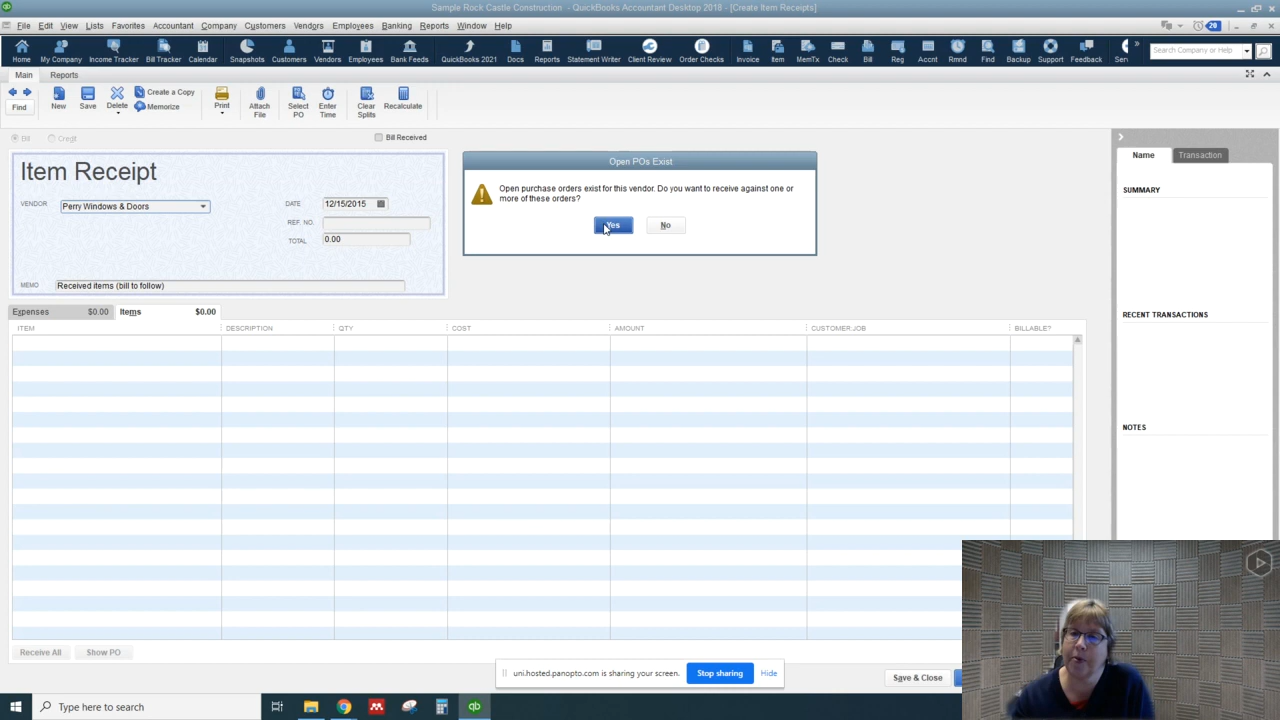 Sample Rock Castle Construction - QuickBooks Accountant Desktop 2018 - [Create Item Receipts]
File Edit View Lists Favorites Accountant Company Customers Vendors Employees Banking Reports Window Help 20
Home My Company Income Tracker Bill Tracker Calendar Snapshots Customers Vendors Employees Bank Feeds QuickBooks 2021 Docs Reports Statement Writer Client Review Order Checks Invoice Item MemTx Check Bill Reg Accnt Rmnd Find Backup Support Feedback Serv Search Company or Help
Main Reports
Find New Save Delete Create a Copy
Memorize
Print Attach File Select PO Enter Time Clear Splits Recalculate
Bill Credit Bill Received
Item Receipt
VENDOR Perry Windows & Doors
DATE 12/15/2015
REF. NO.
TOTAL 0.00
MEMO Received items (bill to follow)
Open POs Exist
Open purchase orders exist for this vendor. Do you want to receive against one or
more of these orders?
Yes No
Name Transaction
SUMMARY
RECENT TRANSACTIONS
NOTES
Expenses $0.00 Items $0.00
ITEM DESCRIPTION QTY COST AMOUNT CUSTOMER:JOB BILLABLE?
Receive All Show PO
uni.hosted.panopto.com is sharing your screen. Stop sharing Hide
Save & Close
Type here to search